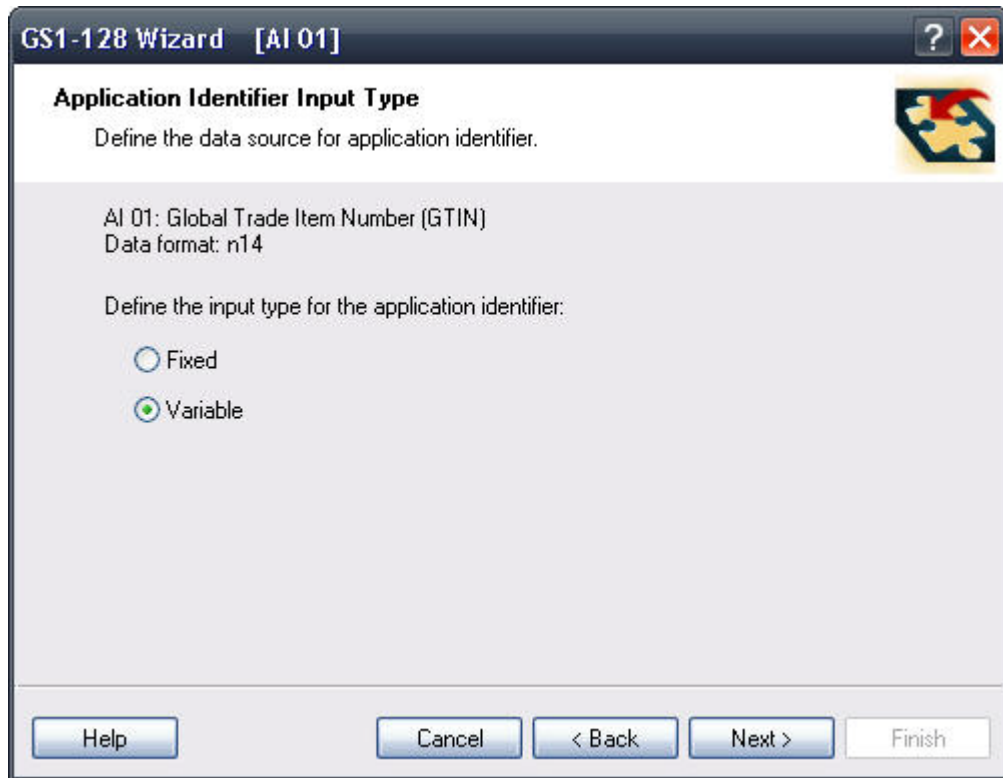 GS1-128 Wizard [AI 01]
?
Application Identifier Input Type
Define the data source for application identifier.
AI 01: Global Trade Item Number (GTIN)
Data format: n14
Define the input type for the application identifier:
Fixed
Variable
Help Cancel < Back Next > Finish